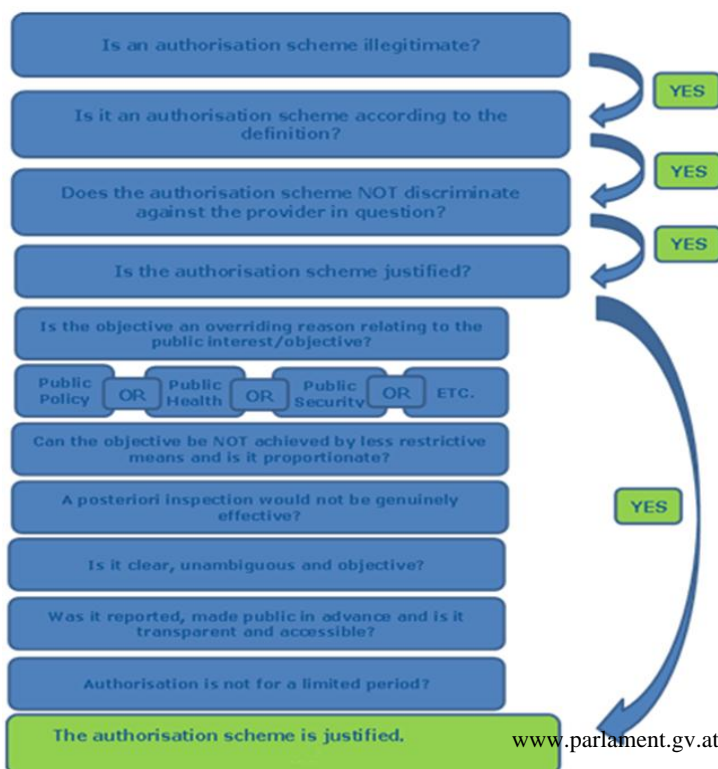 Is an authorisation scheme illegitimate?
YES
Is it an authorisation scheme according to the
definition?
YES
Does the authorisation scheme NOT discriminate
against the provider in question?
YES
Is the authorisation scheme justified?
Is the objective an overriding reason relating to the
public interest/objective?
Public
Policy
OR
Public
Health
OR
Public
Security
OR
ETC.
Can the objective be NOT achieved by less restrictive
means and is it proportionate?
A posteriori inspection would not be genuinely
effective?
YES
Is it clear, unambiguous and objective?
Was it reported, made public in advance and is it
transparent and accessible?
Authorisation is not for a limited period?
The authorisation scheme is justified.
www.parlament.gv.at